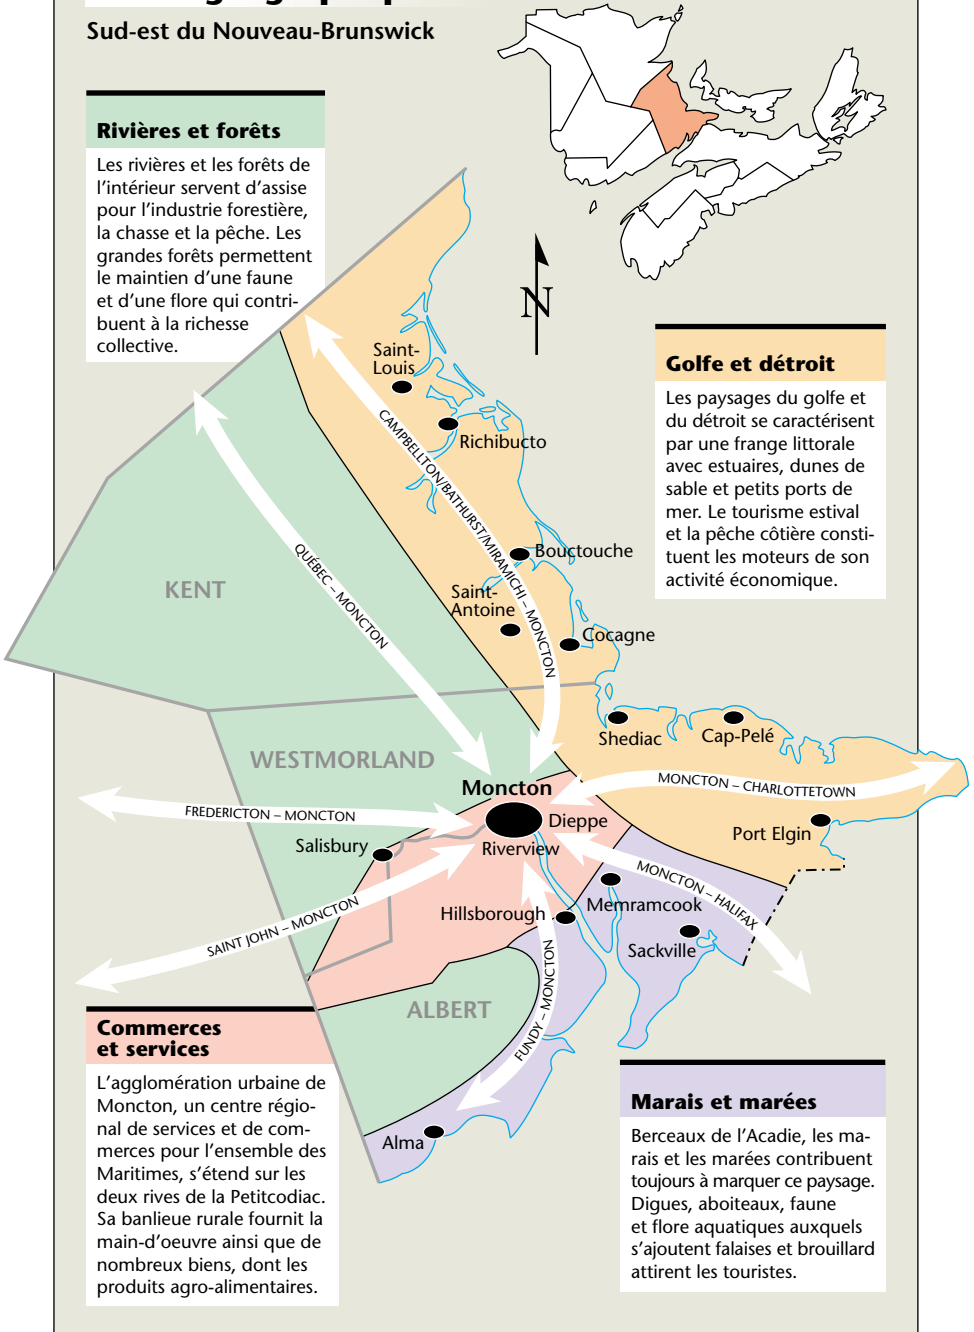 Sud-est du Nouveau-Brunswick
Rivières et forêts
Les rivières et les forêts de
l'intérieur servent d'assise
pour l'industrie forestière,
la chasse et la pêche. Les
grandes forêts permettent
le maintien d'une faune
et d'une flore qui contri-
buent à la richesse
collective.
N
Golfe et détroit
Les paysages du golfe et
du détroit se caractérisent
par une frange littorale
avec estuaires, dunes de
sable et petits ports de
mer. Le tourisme estival
et la pêche côtière consti-
tuent les moteurs de son
activité économique.
Saint-
Louis
Richibucto
CAMPBELLTON/BATHURST/MIRAMICHI – MONCTON
QUÉBEC – MONCTON
Bouctouche
KENT
Saint-
Antoine
Cocagne
Shediac
Cap-Pelé
WESTMORLAND
Moncton
MONCTON – CHARLOTTETOWN
FREDERICTON – MONCTON
Dieppe
Port Elgin
Salisbury
Riverview
MONCTON – HALIFAX
Memramcook
Hillsborough
SAINT JOHN – MONCTON
Sackville
FUNDY – MONCTON
ALBERT
Alma
Commerces
et services
L'agglomération urbaine de
Moncton, un centre régio-
nal de services et de com-
merces pour l'ensemble des
Maritimes, s'étend sur les
deux rives de la Petitcodiac.
Sa banlieue rurale fournit la
main-d'oeuvre ainsi que de
nombreux biens, dont les
produits agro-alimentaires.
Marais et marées
Berceaux de l'Acadie, les ma-
rais et les marées contribuent
toujours à marquer ce paysage.
Digues, aboiteaux, faune
et flore aquatiques auxquels
s'ajoutent falaises et brouillard
attirent les touristes.